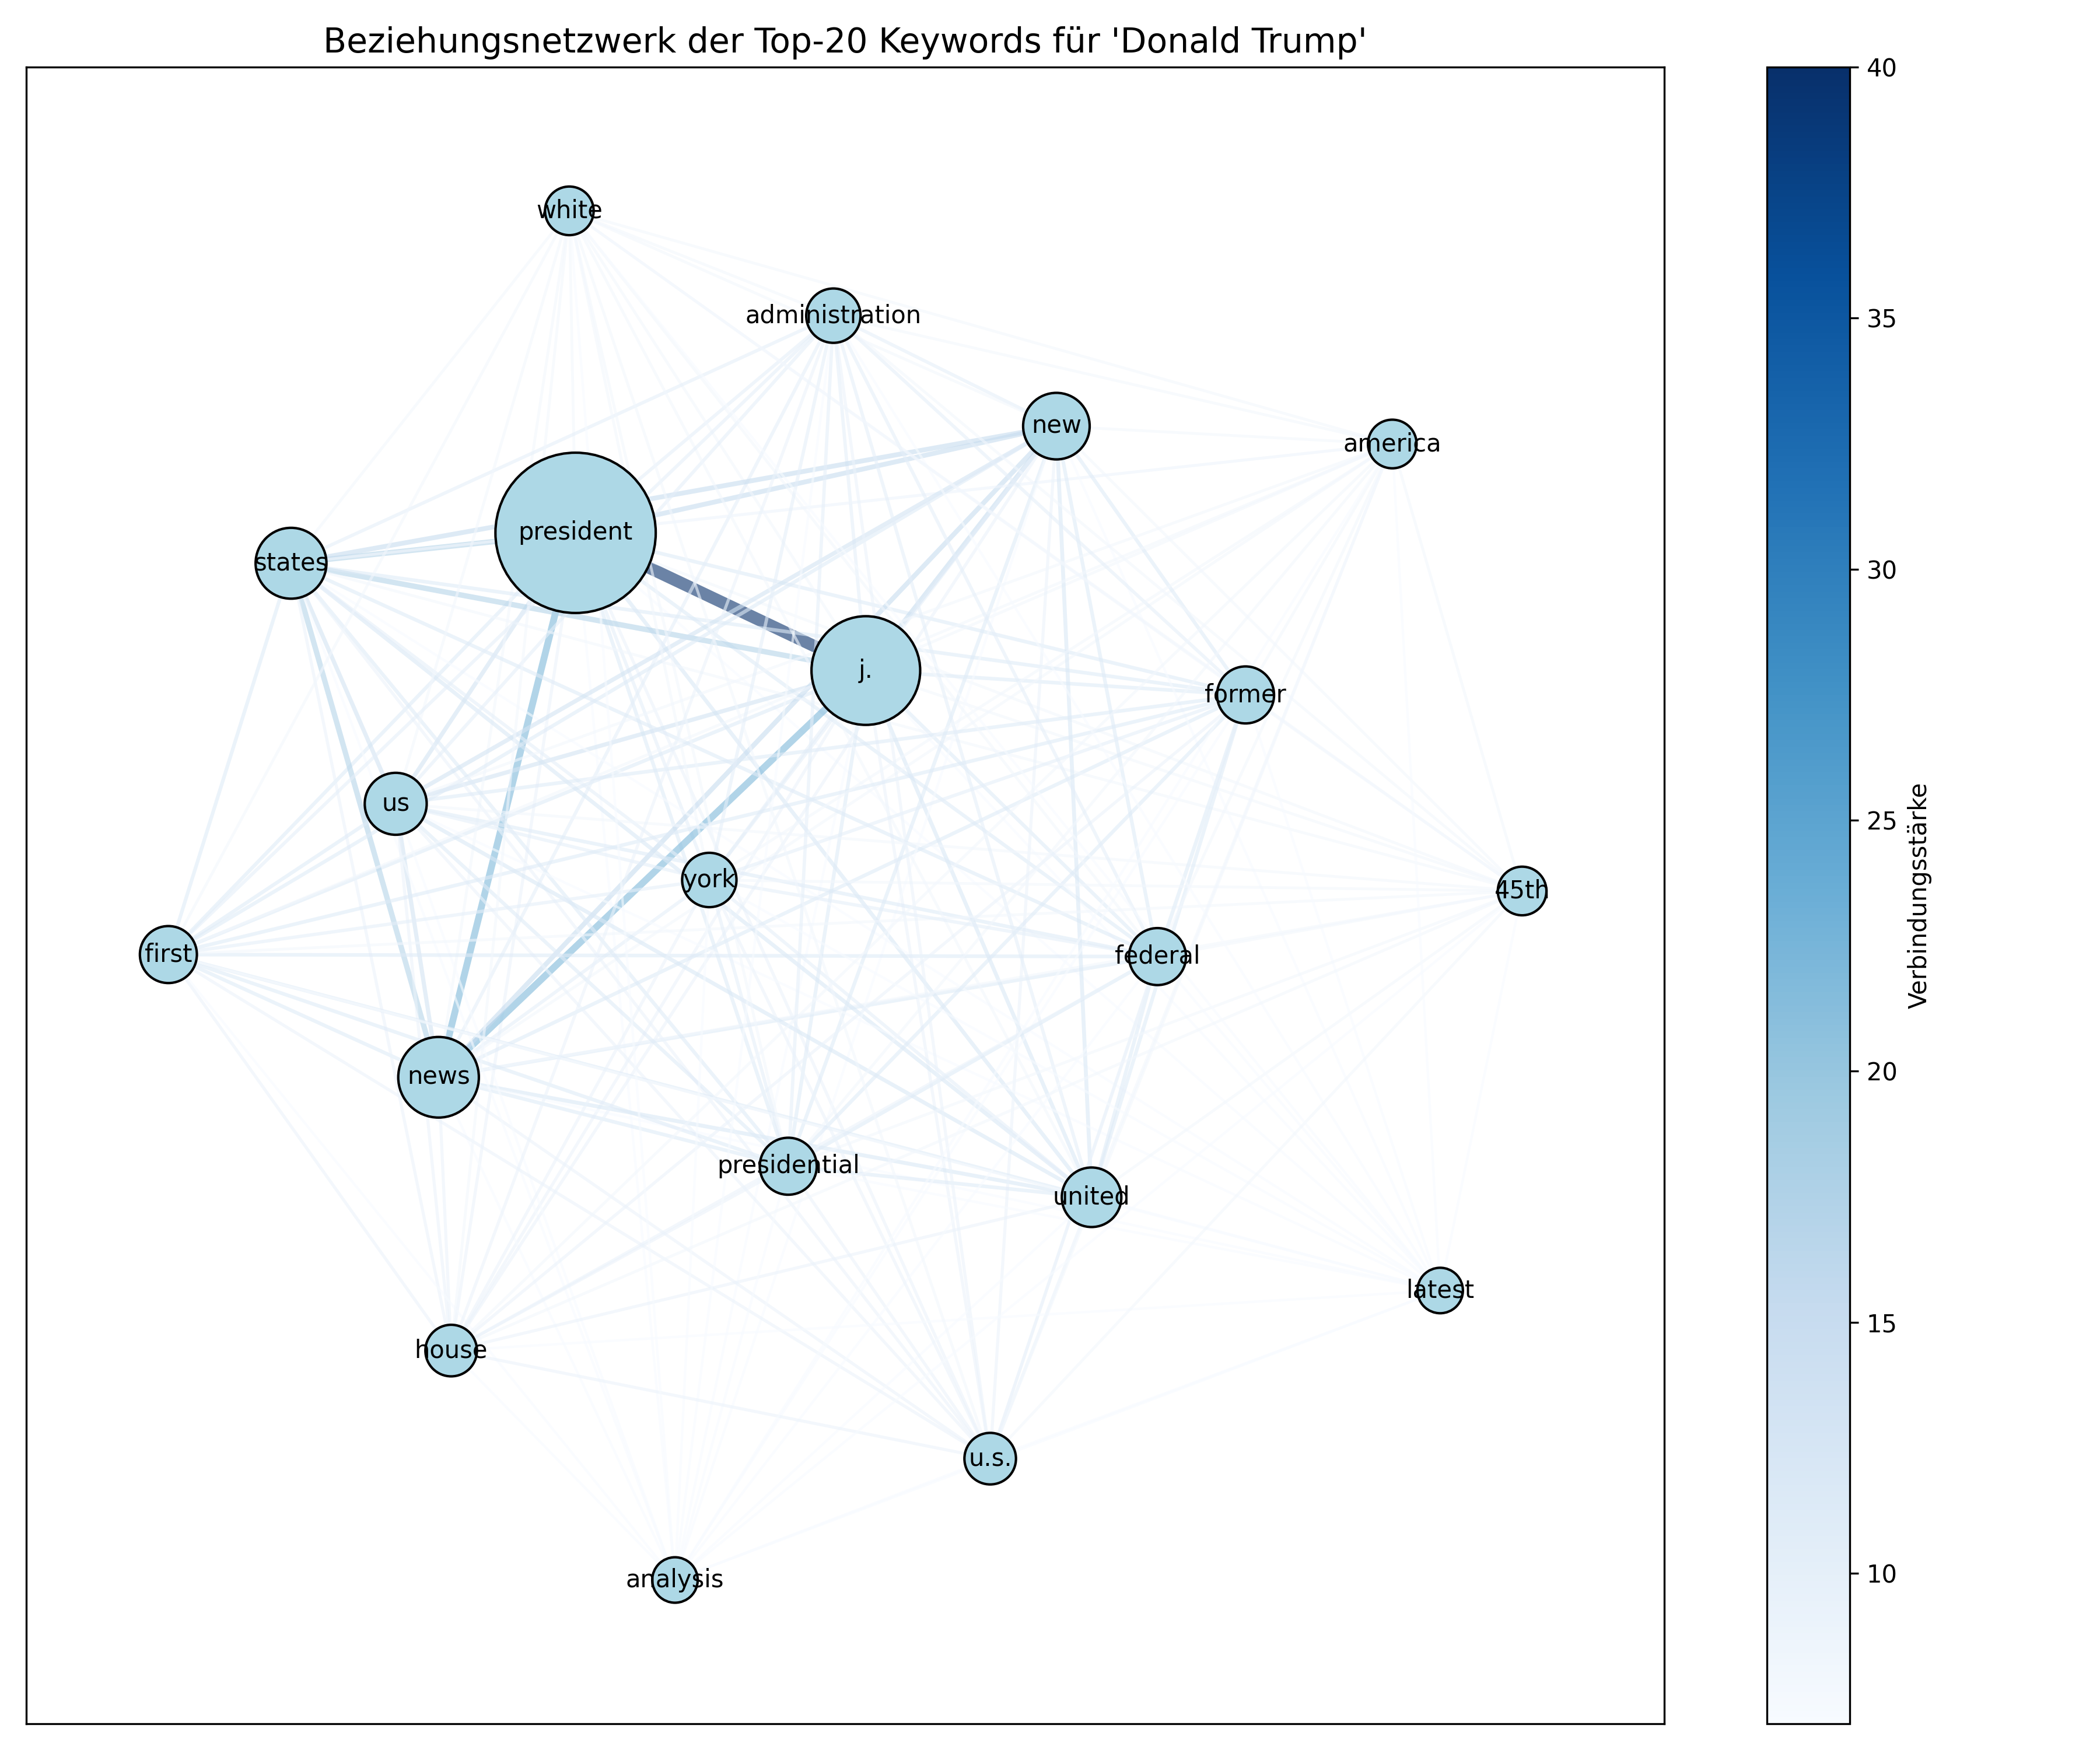 Beziehungsnetzwerk der Top-20 Keywords für 'Donald Trump'
white
administration
new
america
president
states
j.
former
us
york
45th
first
federal
news
presidential
united
latest
house
u.s.
analysis
40
35
30
25
20
15
10
Verbindungsstärke